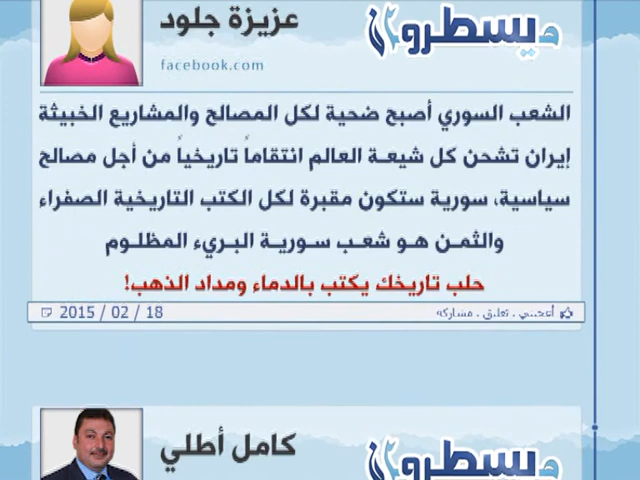 عزيزة جلود
ويسطرون
facebook.com
الشعب السوري أصبح ضحية لكل المصالح والمشاريع الخبيثة
إيران تشحن كل شيعة العالم انتقاماً تاريخياً من أجل مصالح
سياسية، سورية ستكون مقبرة لكل الكتب التاريخية الصفراء
والثمن هو شعب سورية البريء المظلوم
حلب تاريخك يكتب بالدماء ومداد الذهب!
أعجبني . تعليق . مشاركة
2015 / 02 / 18
كامل أطلي
ويسطرون